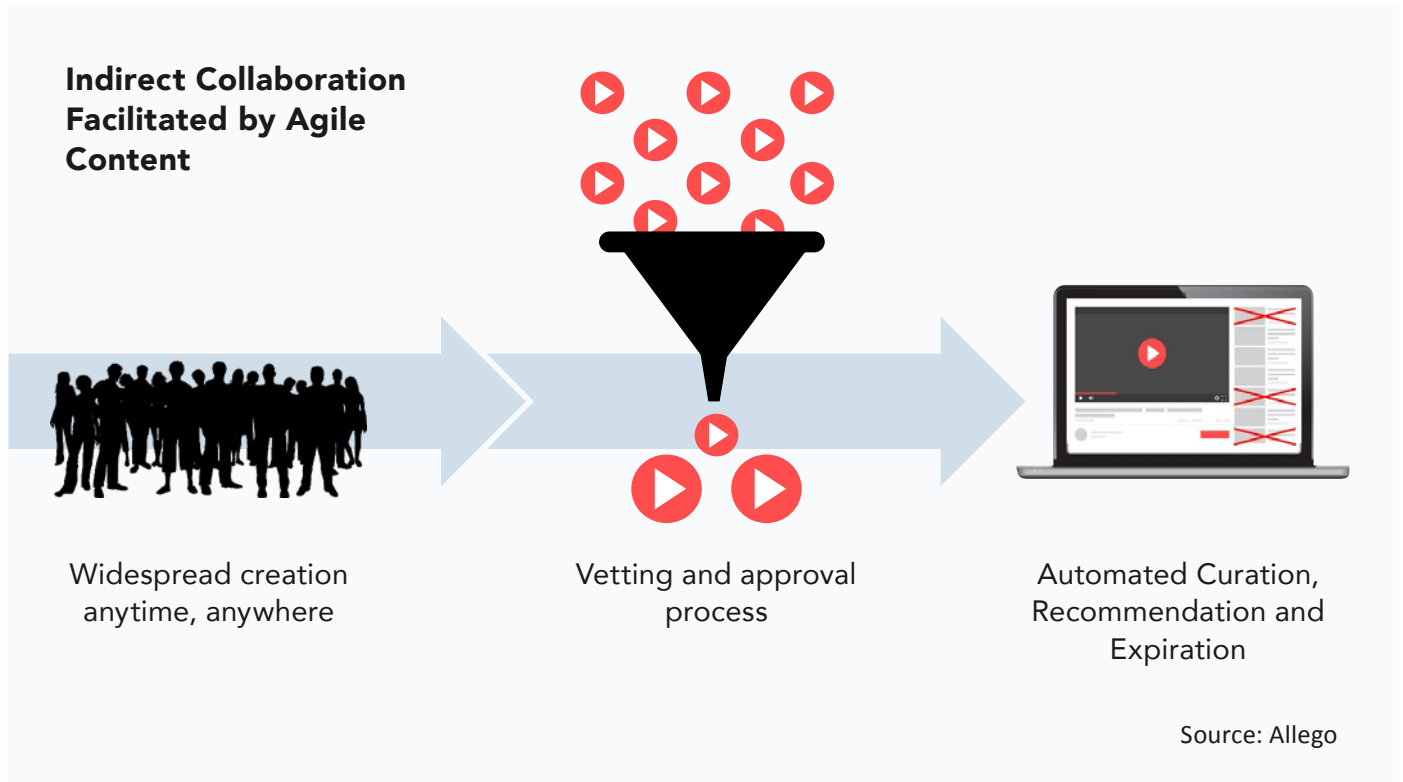 Indirect Collaboration
Facilitated by Agile
Content
Widespread creation
anytime, anywhere
Vetting and approval
process
Automated Curation,
Recommendation and
Expiration
Source: Allego